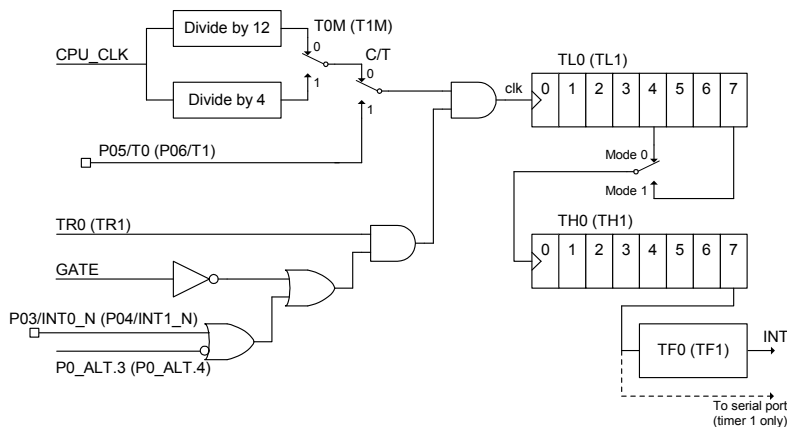 Divide by 12
T0M (T1M)
CPU_CLK
0
C/T
1
0
Divide by 4
1
P05/T0 (P06/T1)
clk
TL0 (TL1)
0 1 2 3 4 5 6 7
Mode 0
Mode 1
TH0 (TH1)
0 1 2 3 4 5 6 7
TR0 (TR1)
GATE
P03/INT0_N (P04/INT1_N)
P0_ALT.3 (P0_ALT.4)
TF0 (TF1)
INT
To serial port
(timer 1 only)